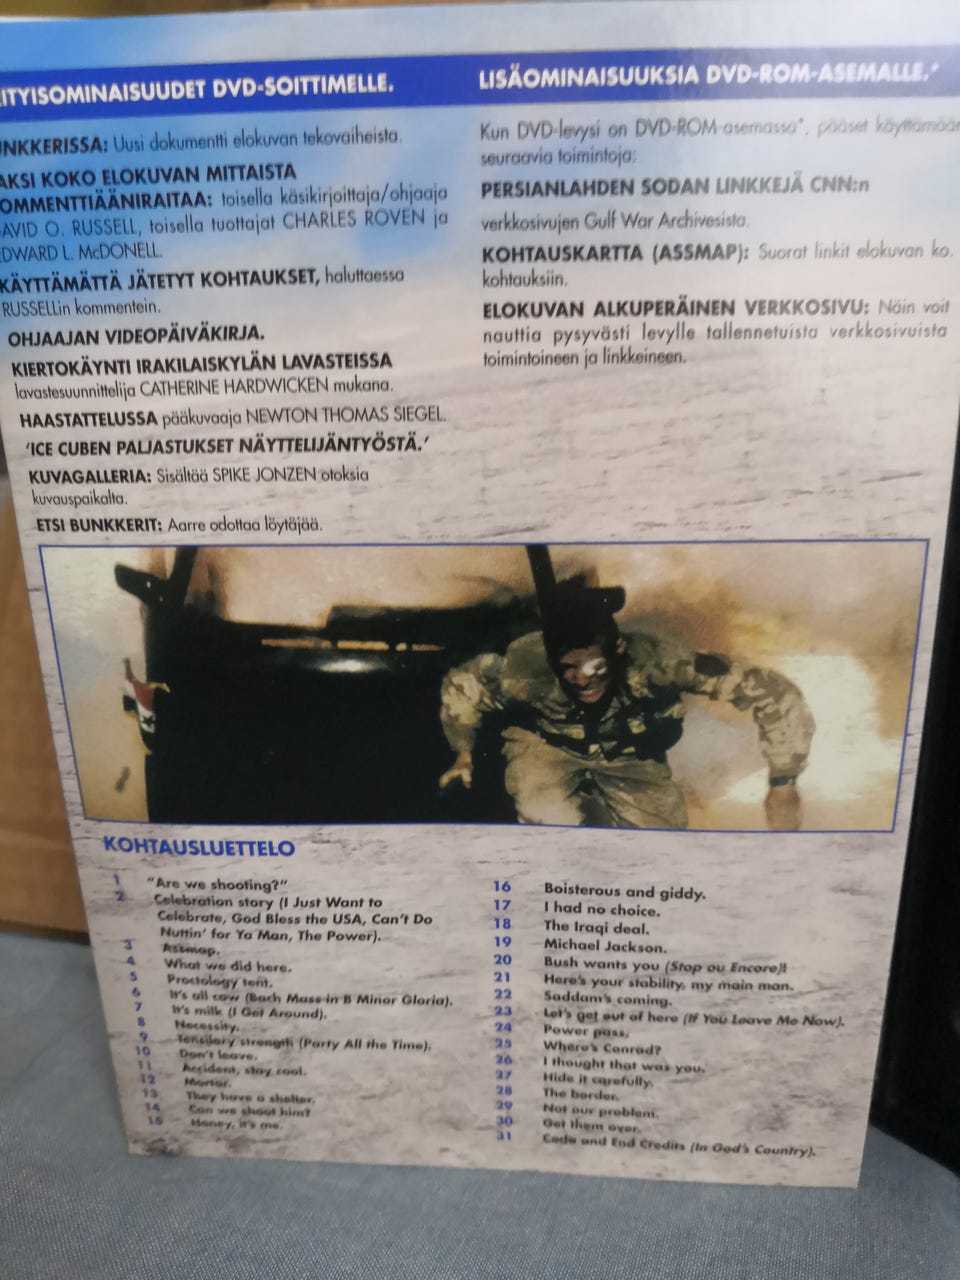 ITYISOMINAISUUDET DVD-SOITTIMELLE.
NKKERISSA: Uusi dokumentti elokuvan tekovaiheista.
AKSI KOKO ELOKUVAN MITTAISTA
OMMENTTIÄÄNIRAITAA: toisella käsikirjoittaja/ohjaaja
DAVID O. RUSSELL, toisella tuottajat CHARLES ROVEN ja
EDWARD L. McDONELL.
KÄYTTÄMÄTTÄ JÄTETYT KOHTAUKSET, haluttaessa
RUSSELLin kommentein.
OHJAAJAN VIDEOPÄIVÄKIRJA.
KIERTOKÄYNTI IRAKILAISKYLÄN LAVASTEISSA
lavastesuunnittelija CATHERINE HARDWICKEN mukana.
HAASTATTELUSSA pääkuvaaja NEWTON THOMAS SIEGEL.
'ICE CUBEN PALJASTUKSET NÄYTTELIJÄNTYÖSTÄ.'
KUVAGALLERIA: Sisältää SPIKE JONZEN otoksia
kuvauspaikalta.
ETSI BUNKKERIT: Aarre odottaa löytäjää.
LISÄOMINAISUUKSIA DVD-ROM-ASEMALLE.*
Kun DVD-levysi on DVD-ROM-asemassa*, pääset käyttämään
seuraavia toimintoja:
PERSIANLAHDEN SODAN LINKKEJÄ CNN:n
verkkosivujen Gulf War Archivesista.
KOHTAUSKARTTA (ASSMAP): Suorat linkit elokuvan ko.
kohtauksiin.
ELOKUVAN ALKUPERÄINEN VERKKOSIVU: Näin voit
nauttia pysyvästi levylle tallennetuista verkkosivuista
toimintoineen ja linkkeineen.
KOHTAUSLUETTELO
1 "Are we shooting?"
2 Celebration story (I Just Want to
Celebrate, God Bless the USA, Can't Do
Nuttin' for Ya Man, The Power).
3 Assmap.
4 What we did here.
5 Proctology tent.
6 It's all cow (Bach Mass in B Minor Gloria).
7 It's milk (I Get Around).
8 Necessity.
9 Tensilary strength (Party All the Time).
10 Don't leave.
11 Accident, stay cool.
12 Mortar.
13 They have a shelter.
14 Can we shoot him?
15 Honey, it's me.
16 Boisterous and giddy.
17 I had no choice.
18 The Iraqi deal.
19 Michael Jackson.
20 Bush wants you (Stop ou Encore)!
21 Here's your stability, my main man.
22 Saddam's coming.
23 Let's get out of here (If You Leave Me Now).
24 Power pass.
25 Where's Conrad?
26 I thought that was you.
27 Hide it carefully.
28 The border.
29 Not our problem.
30 Get them over.
31 Coda and End Credits (In God's Country).